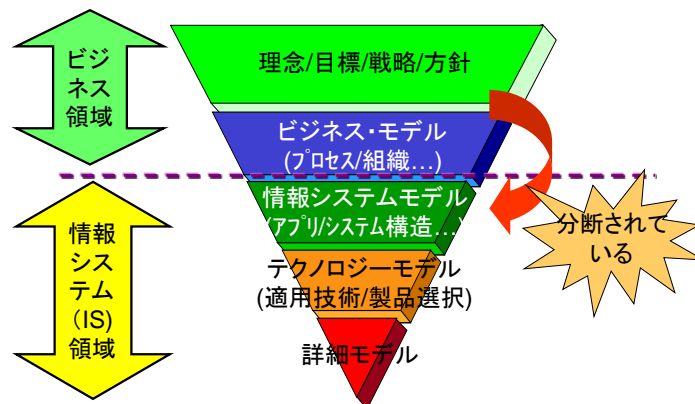 ビジ
ネス
領域
理念/目標/戦略/方針
ビジネス・モデル
(プロセス/組織...)
情報システムモデル
(アプリ/システム構造...)
分断されて
いる
情報
シス
テム
(IS)
領域
テクノロジーモデル
(適用技術/製品選択)
詳細モデル